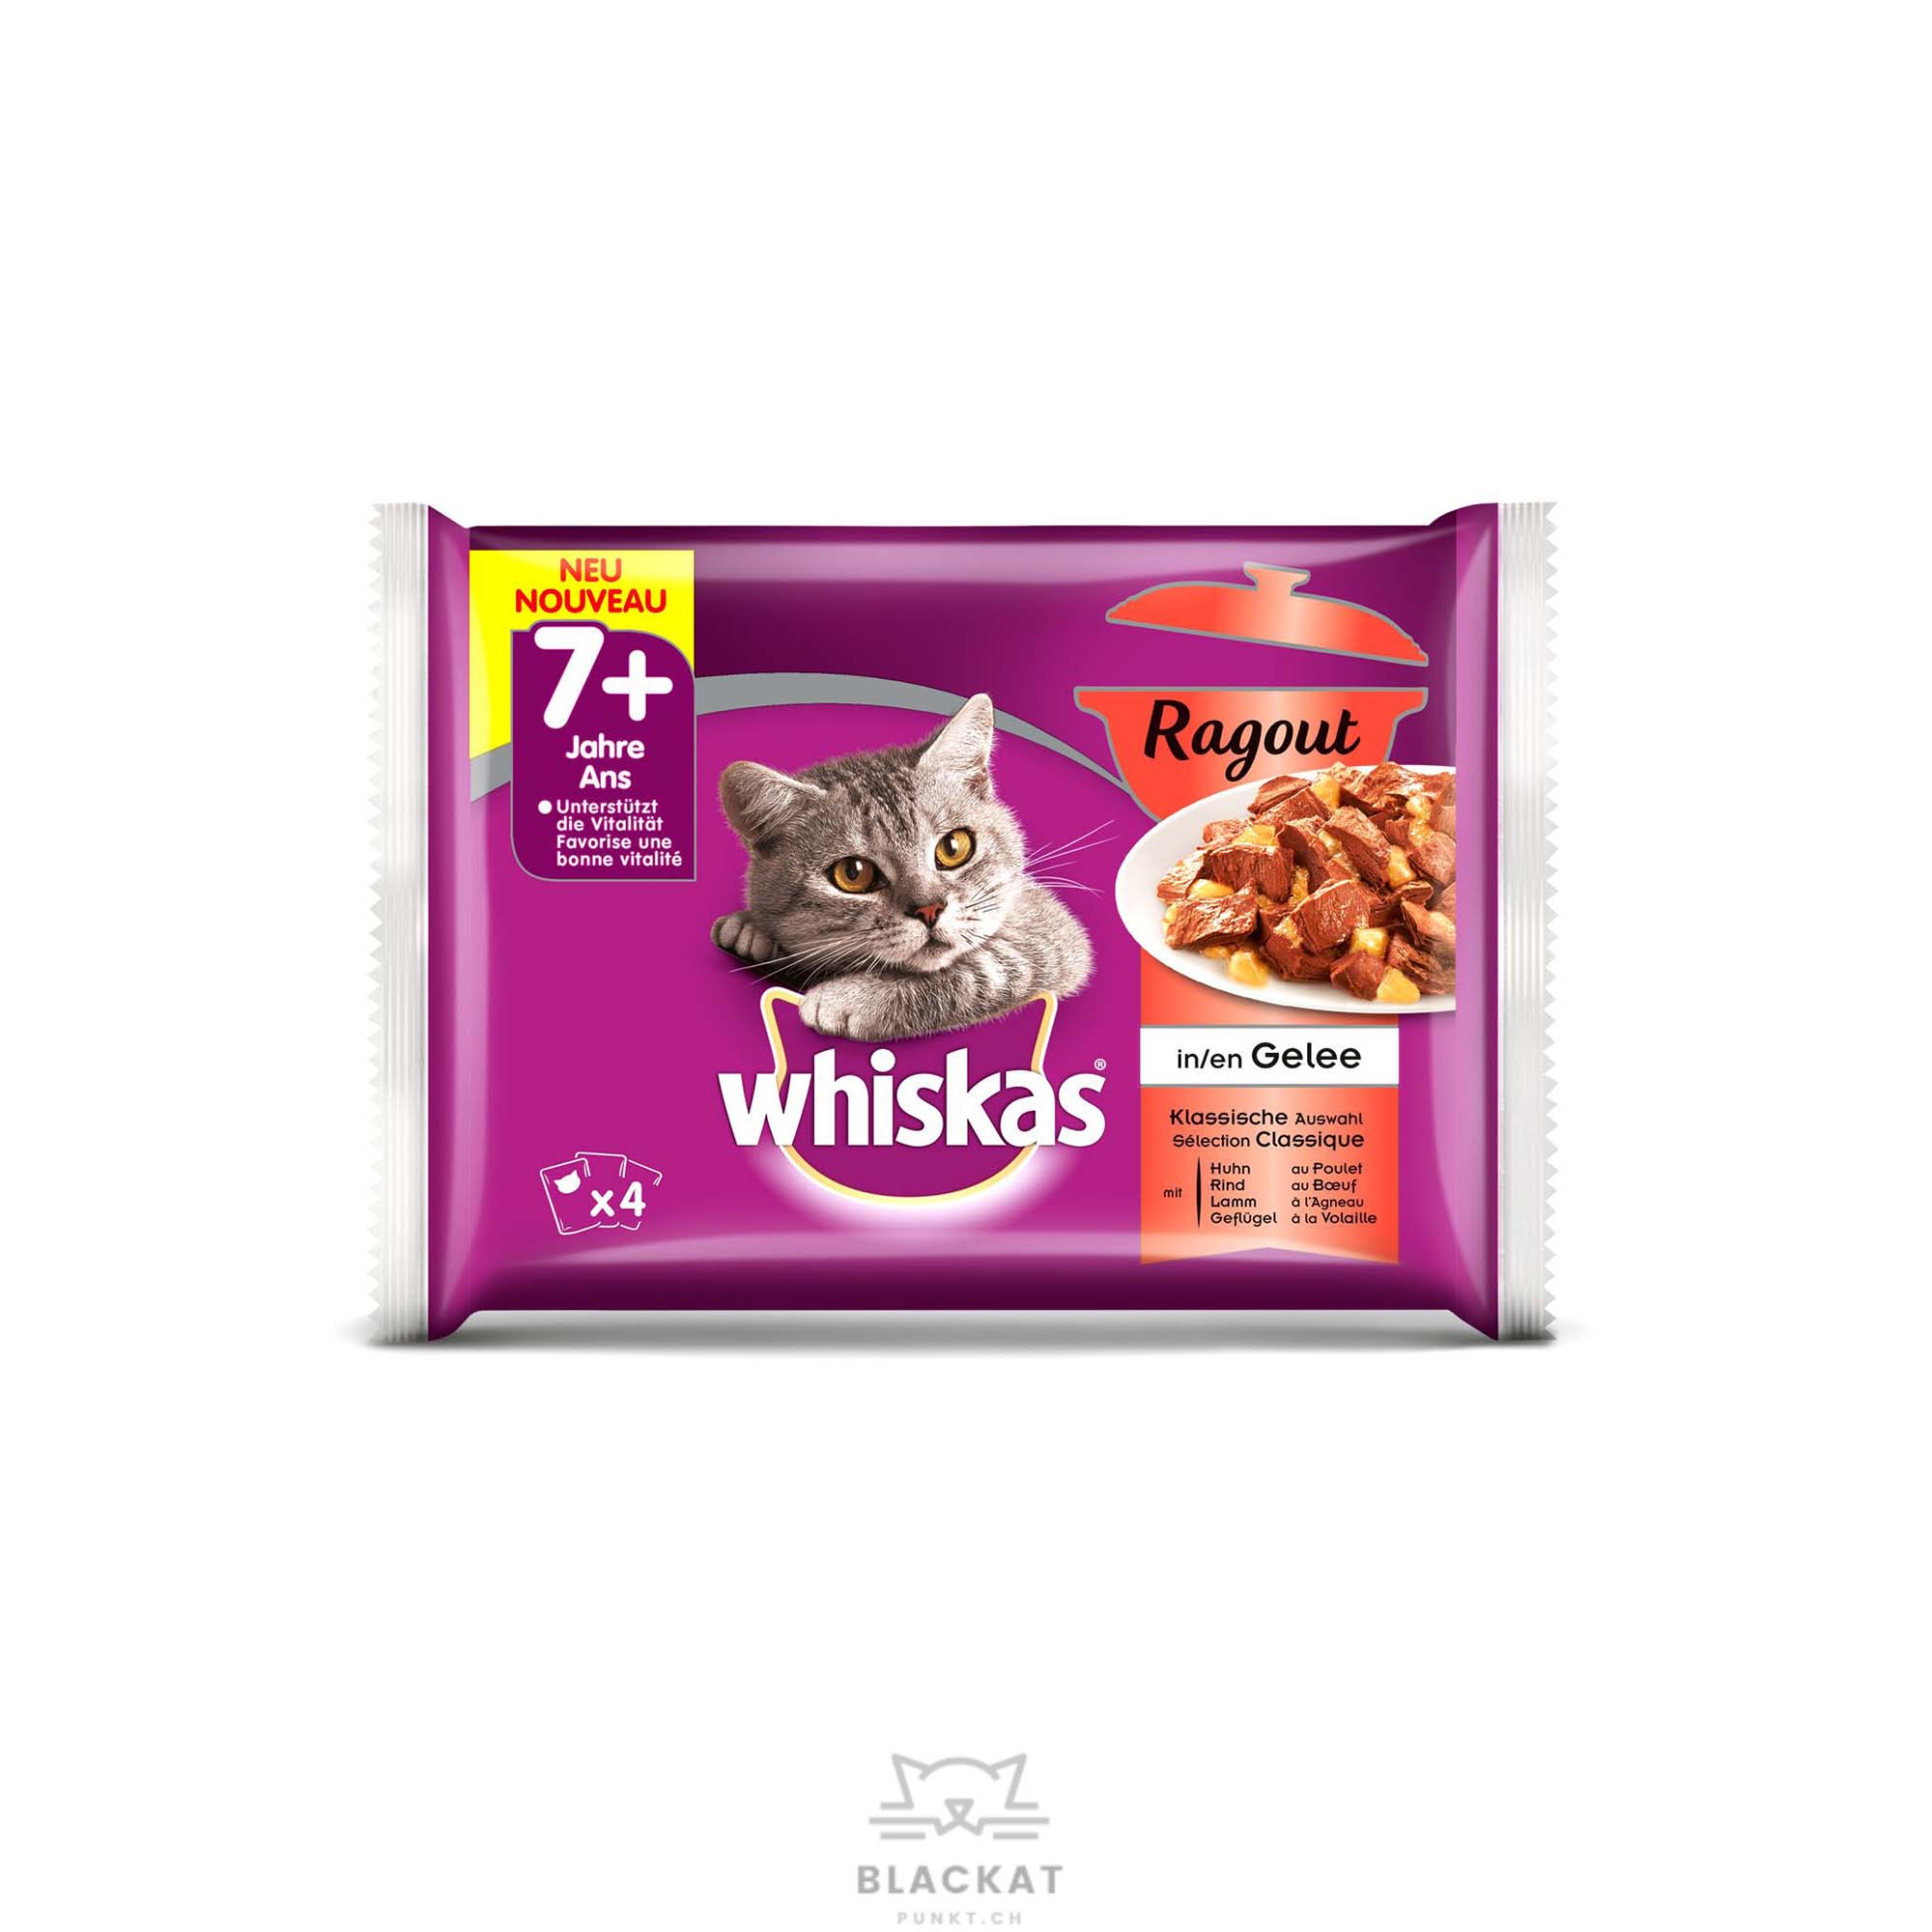 NEU
NOUVEAU
7+
Jahre
Ans
Unterstützt
die Vitalität
Favorise une
bonne vitalité
Ragout
in/en Gelee
whiskas®
Klassische Auswahl
Sélection Classique
mit
Huhn au Poulet
Rind au Bœuf
Lamm à l'Agneau
Geflügel à la Volaille
x4
BLACKAT
PUNKT.CH